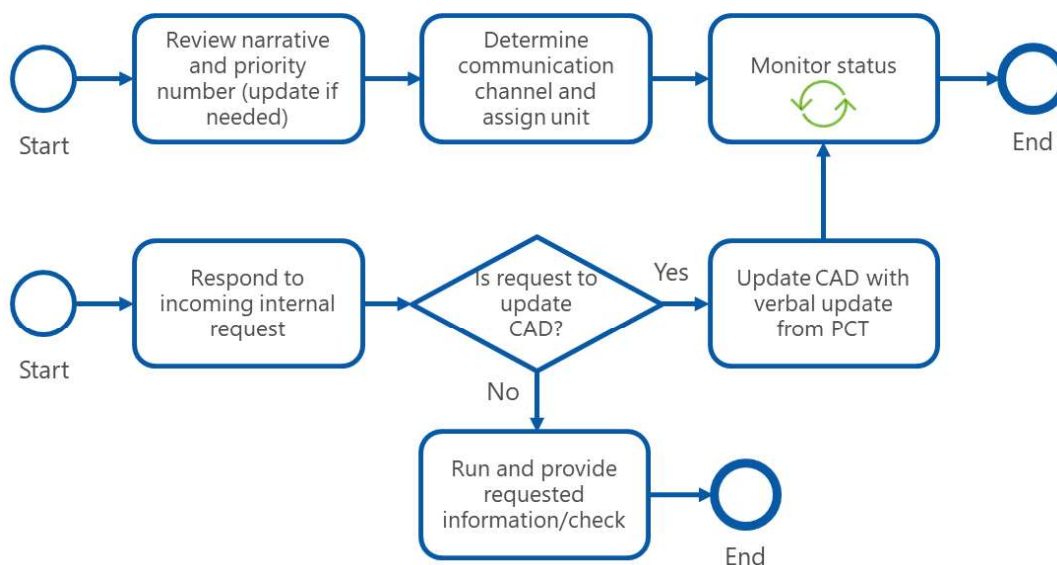 Review narrative
and priority
number (update if
needed)
Determine
communication
channel and
assign unit
Monitor status
Start
End
Respond to
incoming internal
request
Is request to
update
CAD?
Yes
Update CAD with
verbal update
from PCT
Start
No
Run and provide
requested
information/check
End